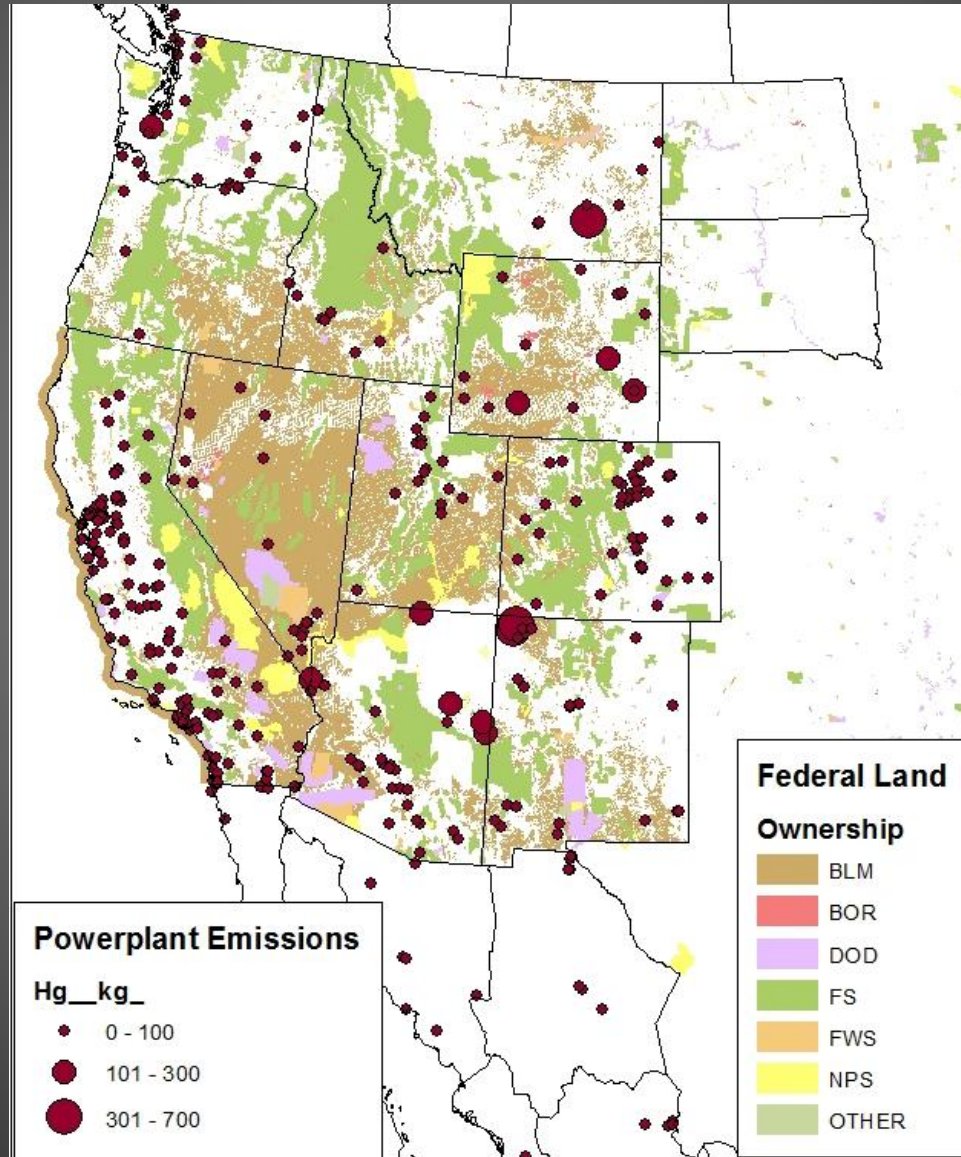 Federal Land
Ownership
BLM
BOR
DOD
FS
FWS
NPS
OTHER
Powerplant Emissions
Hg__kg_
0 - 100
101 - 300
301 - 700